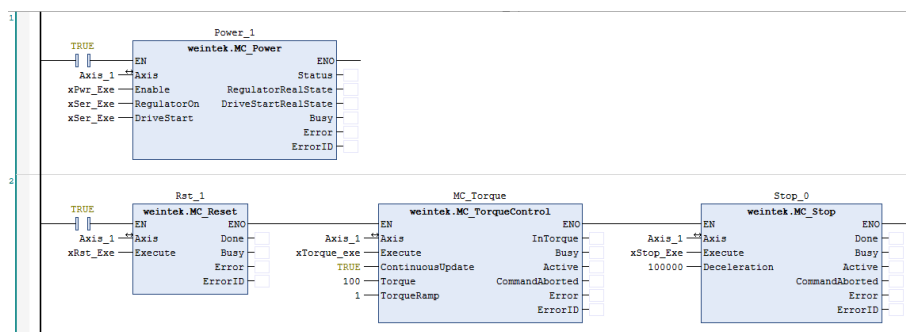 1
Power_1
TRUE
weintek.MC_Power
EN ENO
Axis_1 Axis Status
xPwr_Exe Enable RegulatorRealState
xSer_Exe RegulatorOn DriveStartRealState
xSer_Exe DriveStart Busy
Error
ErrorID
2
Rst_1 MC_Torque Stop_0
TRUE
weintek.MC_Reset weintek.MC_TorqueControl weintek.MC_Stop
EN ENO EN ENO EN ENO
Axis_1 Axis Done Axis_1 Axis InTorque Axis_1 Axis Done
xRst_Exe Execute Busy xTorque_exe Execute Busy xStop_Exe Execute Busy
Error TRUE ContinuousUpdate Active 100000 Deceleration Active
ErrorID 100 Torque CommandAborted CommandAborted
1 TorqueRamp Error Error
ErrorID ErrorID